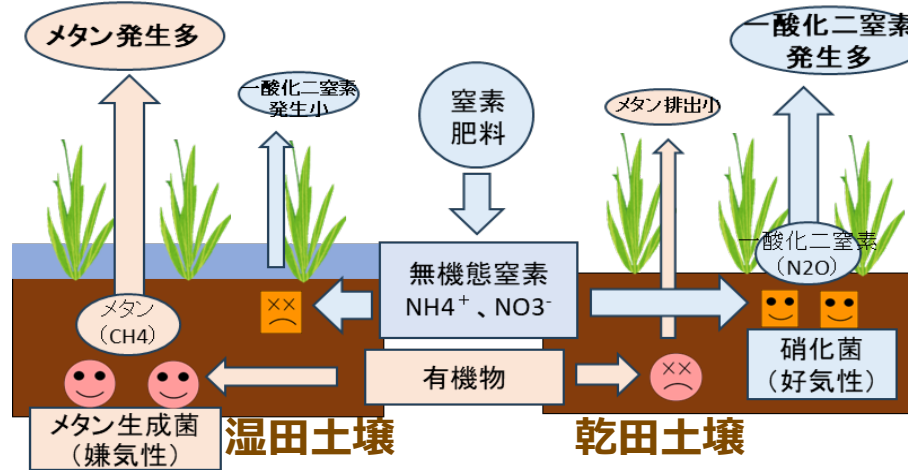 メタン発生多
一酸化二窒素
発生小
窒素
肥料
メタン排出小
一酸化二窒素
発生多
メタン
（CH4）
無機態窒素
NH4⁺、NO3⁻
一酸化二窒素
（N2O）
有機物
硝化菌
（好気性）
メタン生成菌
（嫌気性）
湿田土壌
乾田土壌